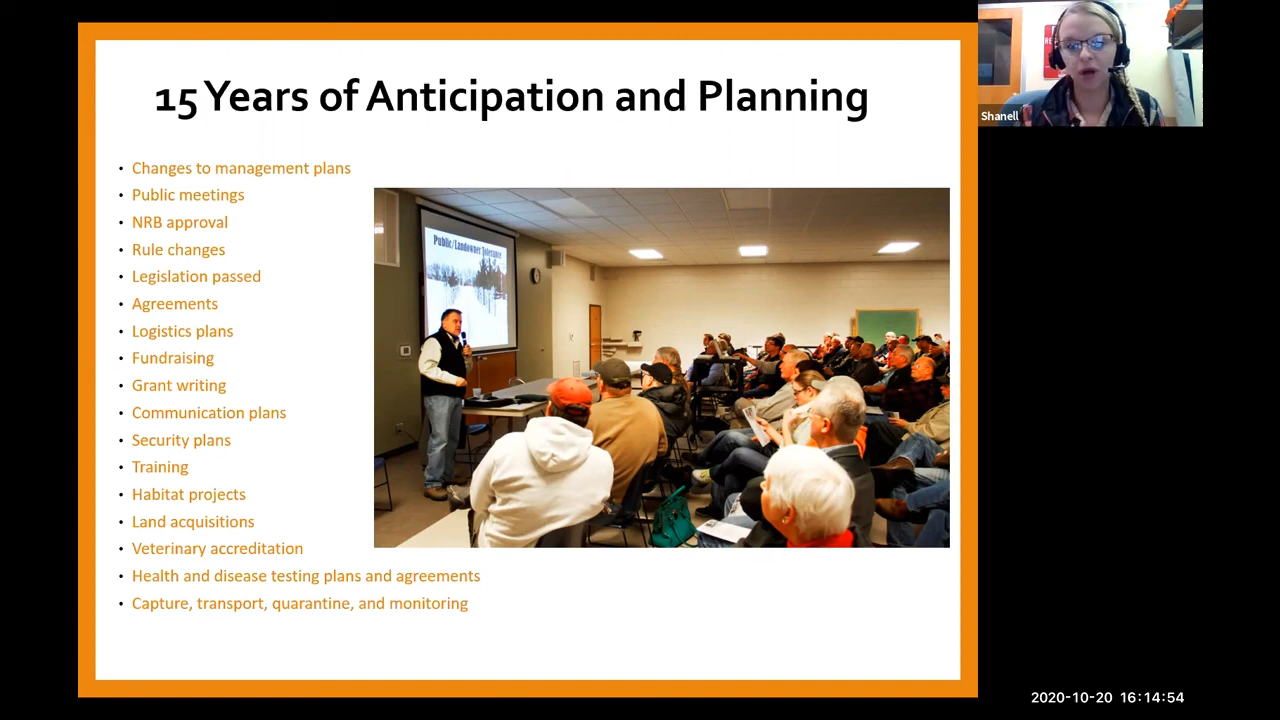 15 Years of Anticipation and Planning
Shanell
• Changes to management plans
• Public meetings
• NRB approval
• Rule changes
• Legislation passed
• Agreements
• Logistics plans
• Fundraising
• Grant writing
• Communication plans
• Security plans
• Training
• Habitat projects
• Land acquisitions
• Veterinary accreditation
• Health and disease testing plans and agreements
• Capture, transport, quarantine, and monitoring
Public/Landowner Tolerance
2020-10-20 16:14:54